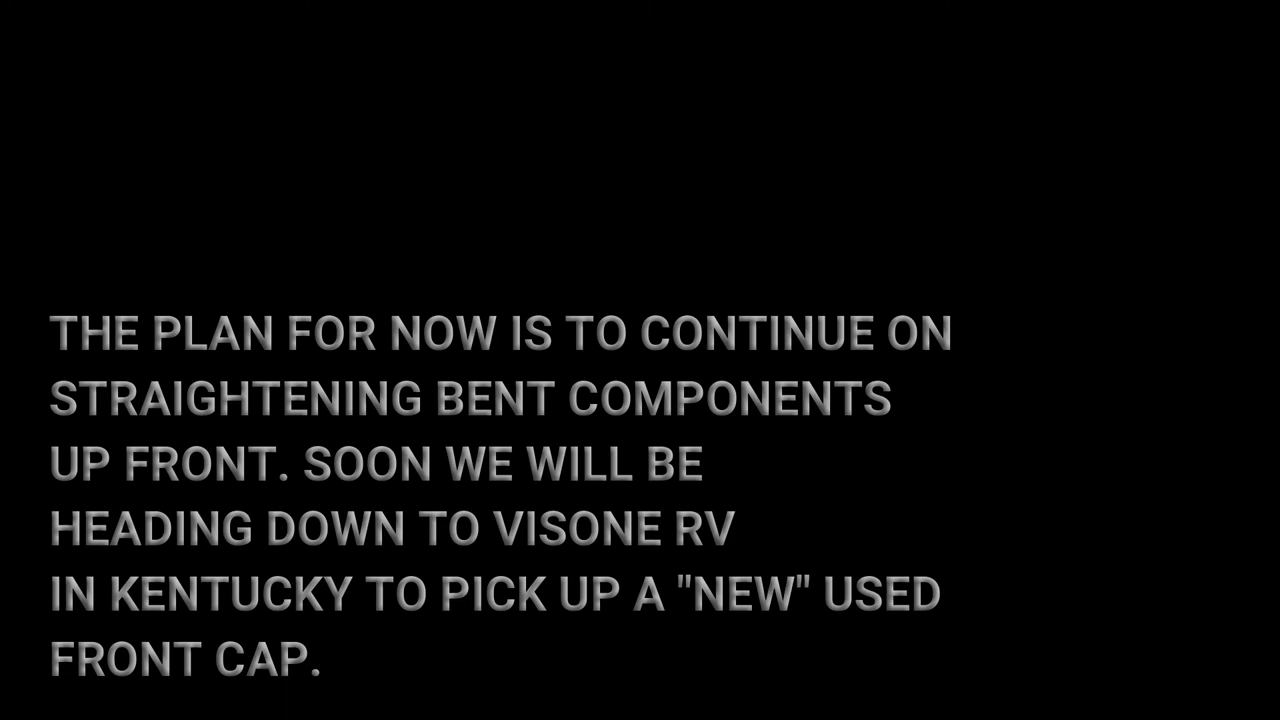 THE PLAN FOR NOW IS TO CONTINUE ON
STRAIGHTENING BENT COMPONENTS
UP FRONT. SOON WE WILL BE
HEADING DOWN TO VISONE RV
IN KENTUCKY TO PICK UP A "NEW" USED
FRONT CAP.